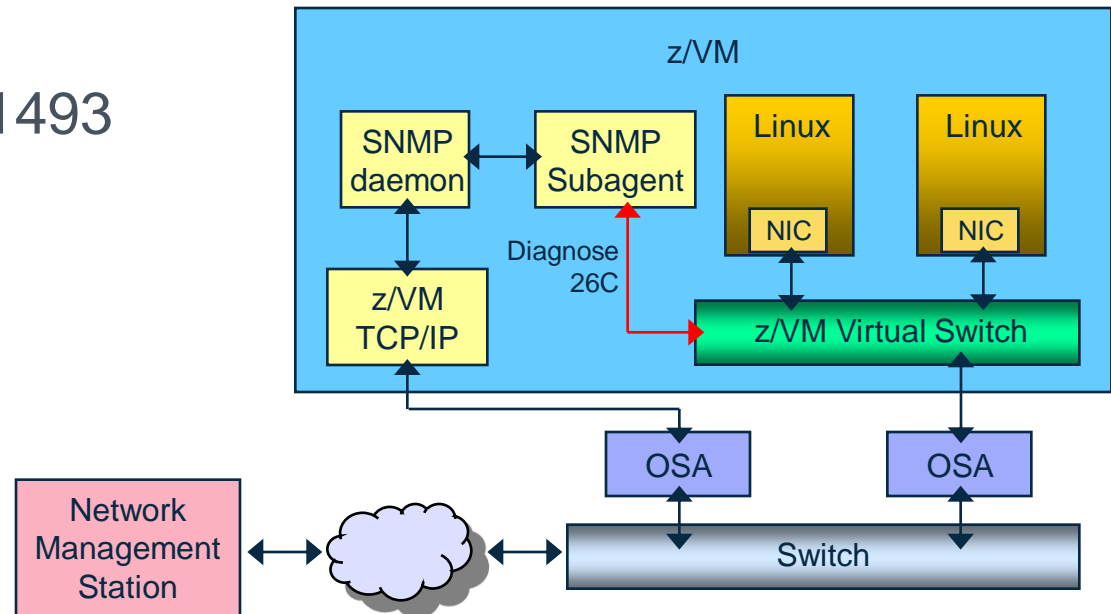 1493
z/VM
SNMP
daemon
SNMP
Subagent
Linux
Linux
NIC
NIC
Diagnose
26C
z/VM
TCP/IP
z/VM Virtual Switch
OSA
OSA
Network
Management
Station
Switch